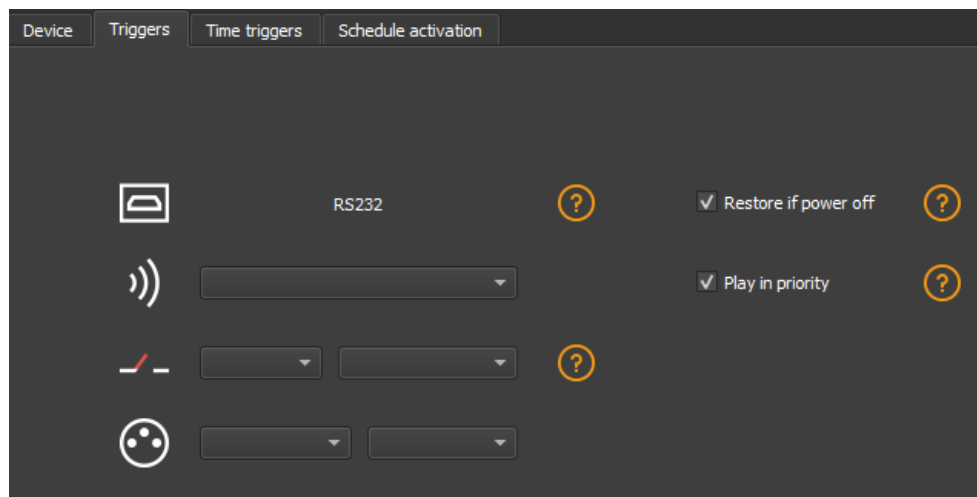 Device
Triggers
Time triggers
Schedule activation
RS232
?
Restore if power off
?
Play in priority
?
?